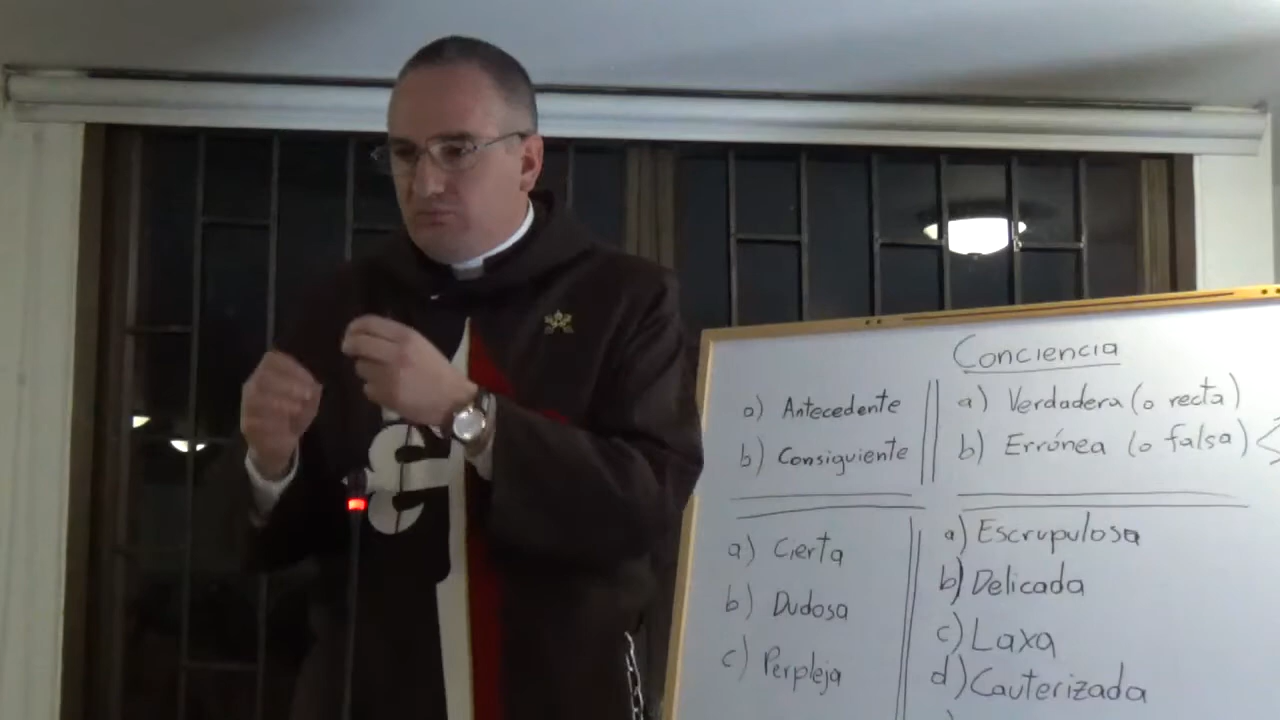 Conciencia
a) Antecedente
b) Consiguiente
a) Verdadera (o recta)
b) Errónea (o falsa)
a) Cierta
b) Dudosa
c) Perpleja
a) Escrupulosa
b) Delicada
c) Laxa
d) Cauterizada